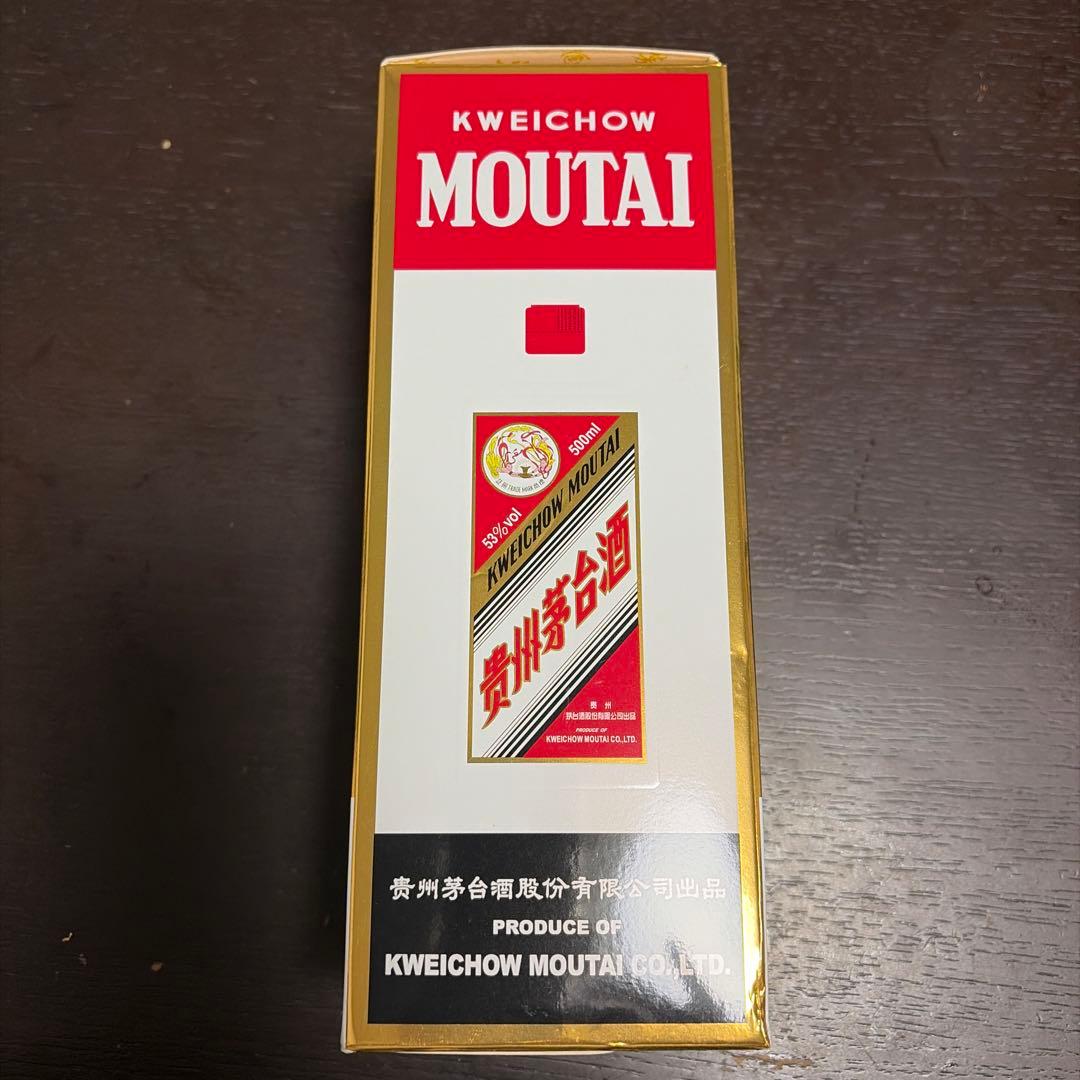 KWEICHOW
MOUTAI
500ml
53%vol
KWEICHOW MOUTAI
贵州茅台酒
贵州
茅台酒股份有限公司出品
PRODUCE OF
KWEICHOW MOUTAI CO.,LTD.
贵州茅台酒股份有限公司出品
PRODUCE OF
KWEICHOW MOUTAI CO.,LTD.